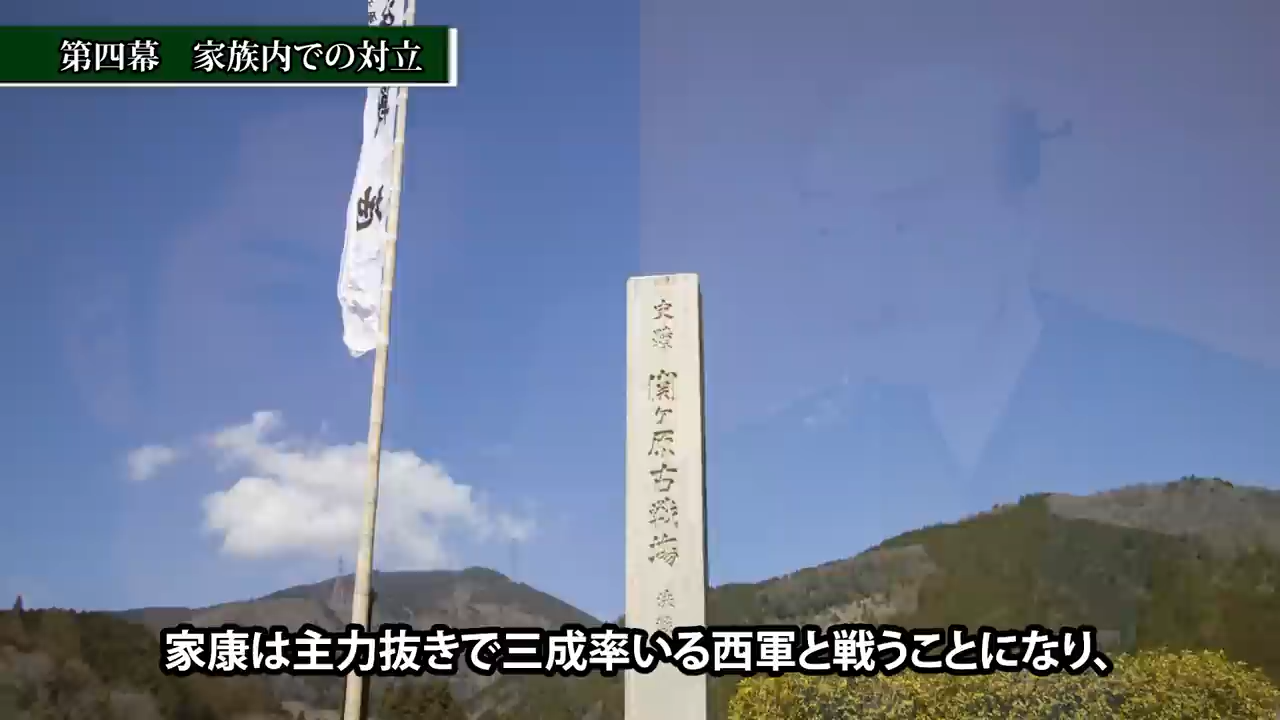 第四幕 家族内での対立
史蹟 関ヶ原古戦場
家康は主力抜きで三成率いる西軍と戦うことになり、